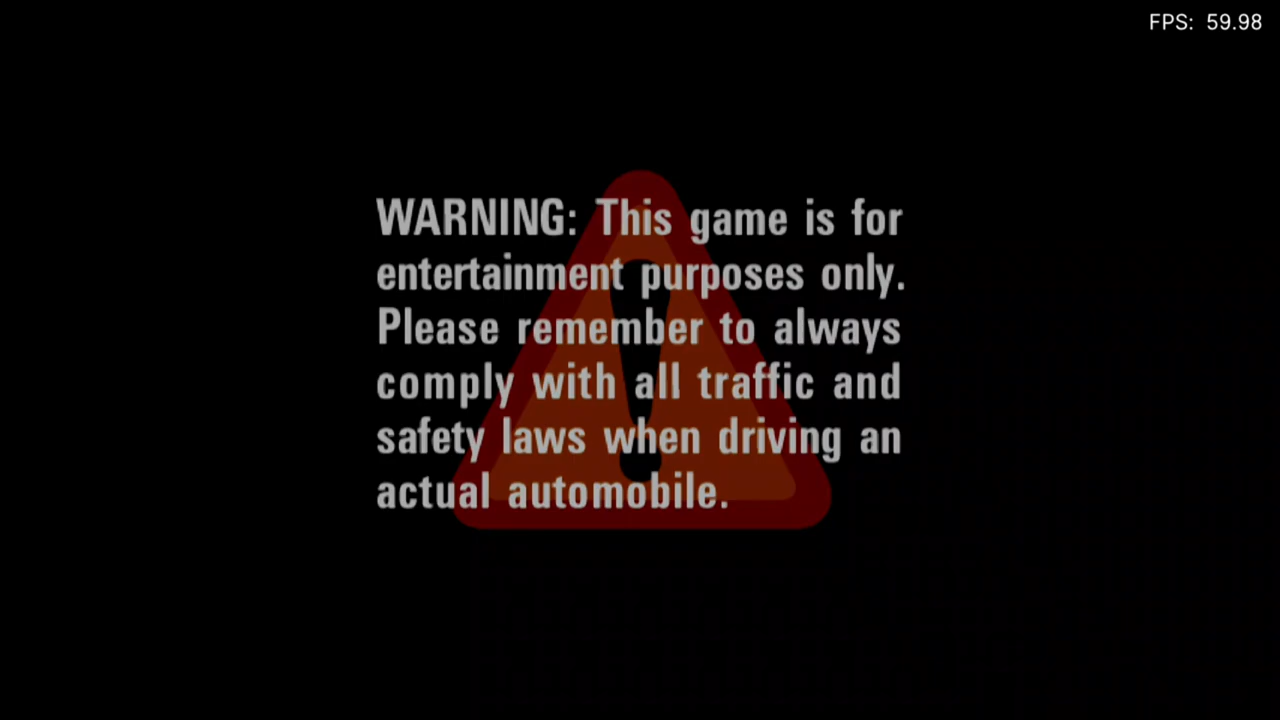 FPS: 59.98
WARNING: This game is for
entertainment purposes only.
Please remember to always
comply with all traffic and
safety laws when driving an
actual automobile.